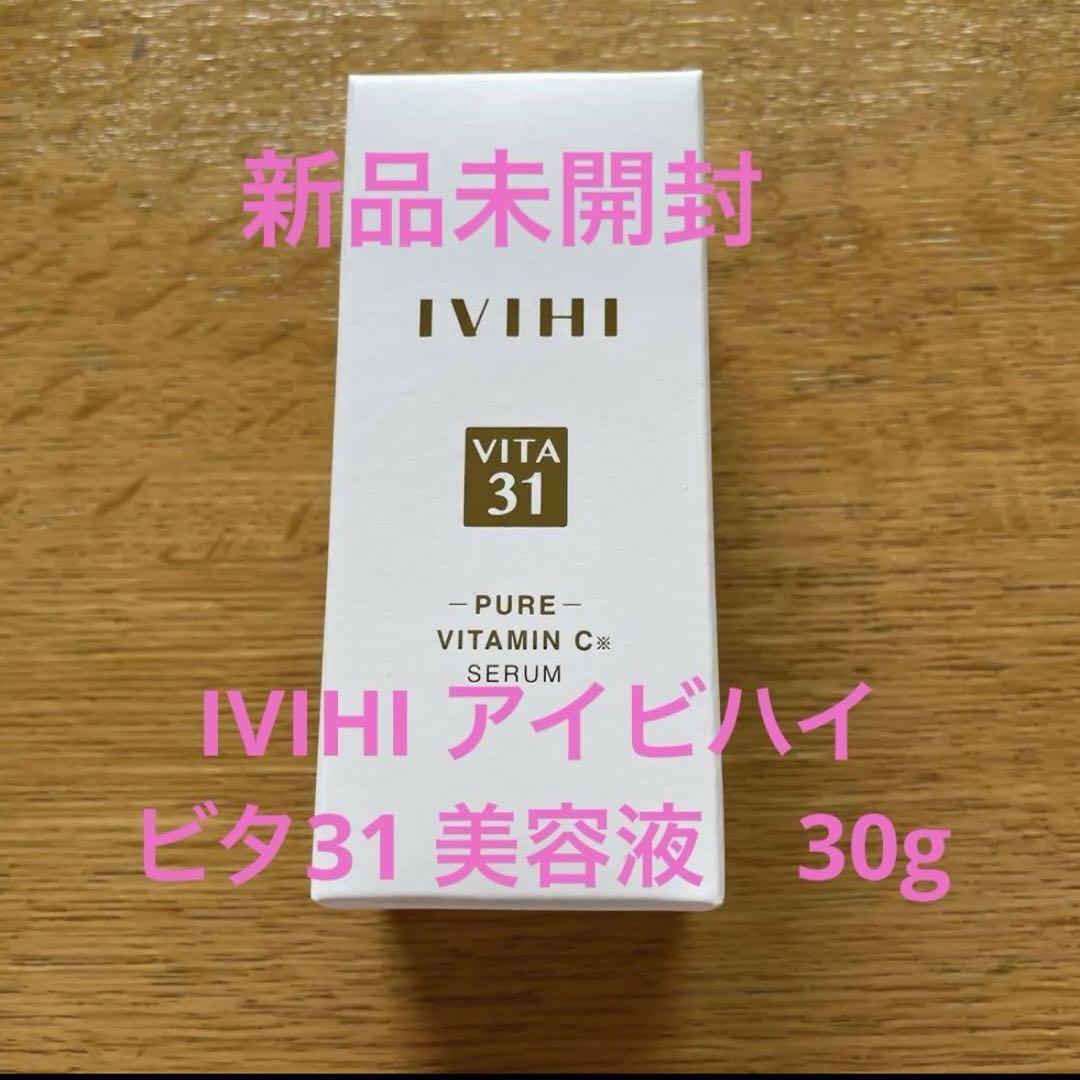 新品未開封
IVIHI
VITA
31
-PURE-
VITAMIN C※
SERUM
IVIHI アイビハイ
ビタ31 美容液　30g